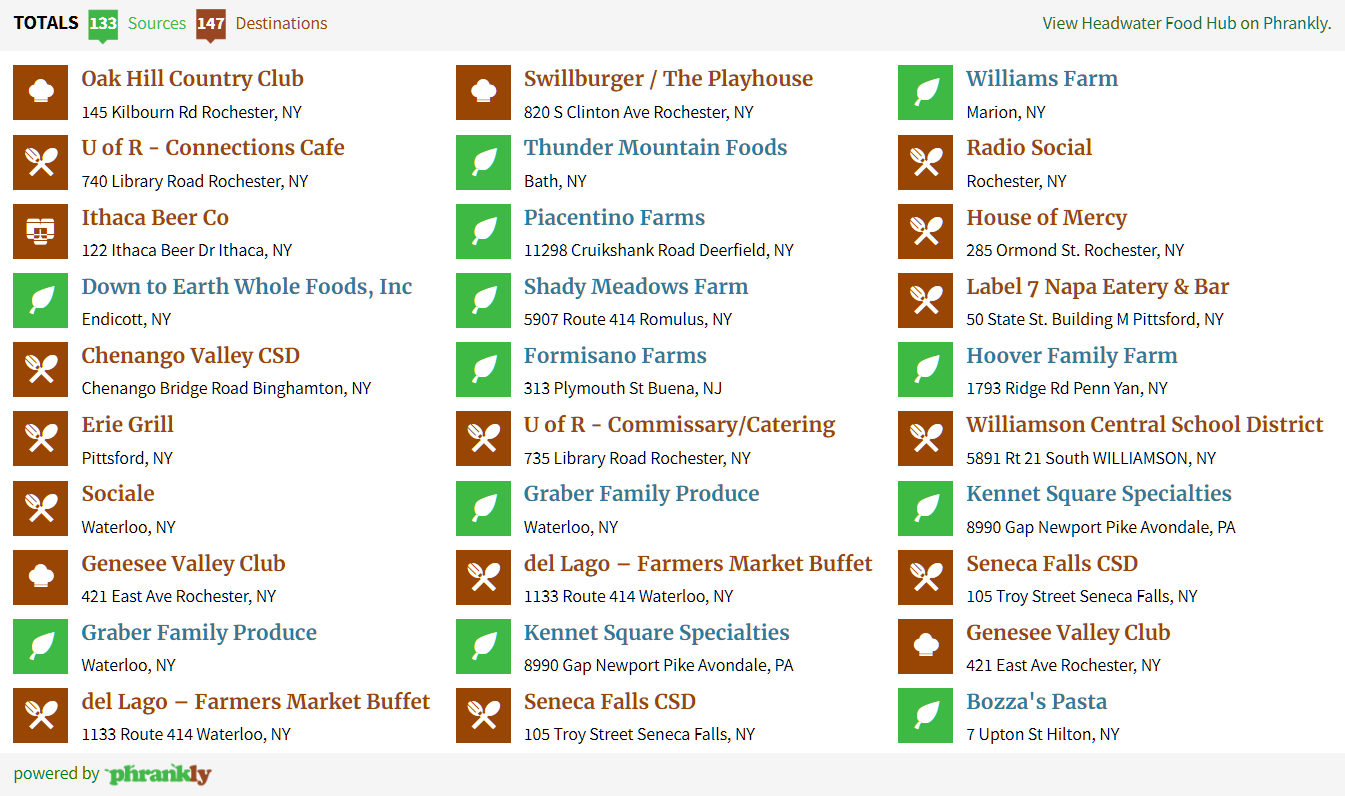 TOTALS 133 Sources 147 Destinations
View Headwater Food Hub on Phrankly.
Oak Hill Country Club
145 Kilbourn Rd Rochester, NY
U of R - Connections Cafe
740 Library Road Rochester, NY
Ithaca Beer Co
122 Ithaca Beer Dr Ithaca, NY
Down to Earth Whole Foods, Inc
Endicott, NY
Chenango Valley CSD
Chenango Bridge Road Binghamton, NY
Erie Grill
Pittsford, NY
Sociale
Waterloo, NY
Genesee Valley Club
421 East Ave Rochester, NY
Graber Family Produce
Waterloo, NY
del Lago – Farmers Market Buffet
1133 Route 414 Waterloo, NY
Swillburger / The Playhouse
820 S Clinton Ave Rochester, NY
Thunder Mountain Foods
Bath, NY
Piacentino Farms
11298 Cruikshank Road Deerfield, NY
Shady Meadows Farm
5907 Route 414 Romulus, NY
Formisano Farms
313 Plymouth St Buena, NJ
U of R - Commissary/Catering
735 Library Road Rochester, NY
Graber Family Produce
Waterloo, NY
del Lago – Farmers Market Buffet
1133 Route 414 Waterloo, NY
Kennet Square Specialties
8990 Gap Newport Pike Avondale, PA
Seneca Falls CSD
105 Troy Street Seneca Falls, NY
Williams Farm
Marion, NY
Radio Social
Rochester, NY
House of Mercy
285 Ormond St. Rochester, NY
Label 7 Napa Eatery & Bar
50 State St. Building M Pittsford, NY
Hoover Family Farm
1793 Ridge Rd Penn Yan, NY
Williamson Central School District
5891 Rt 21 South WILLIAMSON, NY
Kennet Square Specialties
8990 Gap Newport Pike Avondale, PA
Seneca Falls CSD
105 Troy Street Seneca Falls, NY
Genesee Valley Club
421 East Ave Rochester, NY
Bozza's Pasta
7 Upton St Hilton, NY
powered by phrankly